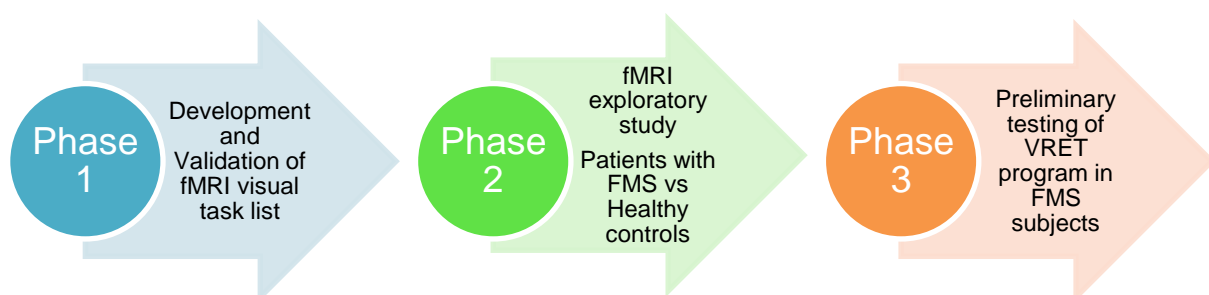 Phase
1
Development
and
Validation of
fMRI visual
task list
Phase
2
fMRI
exploratory
study
Patients with
FMS vs
Healthy
controls
Phase
3
Preliminary
testing of
VRET
program in
FMS
subjects